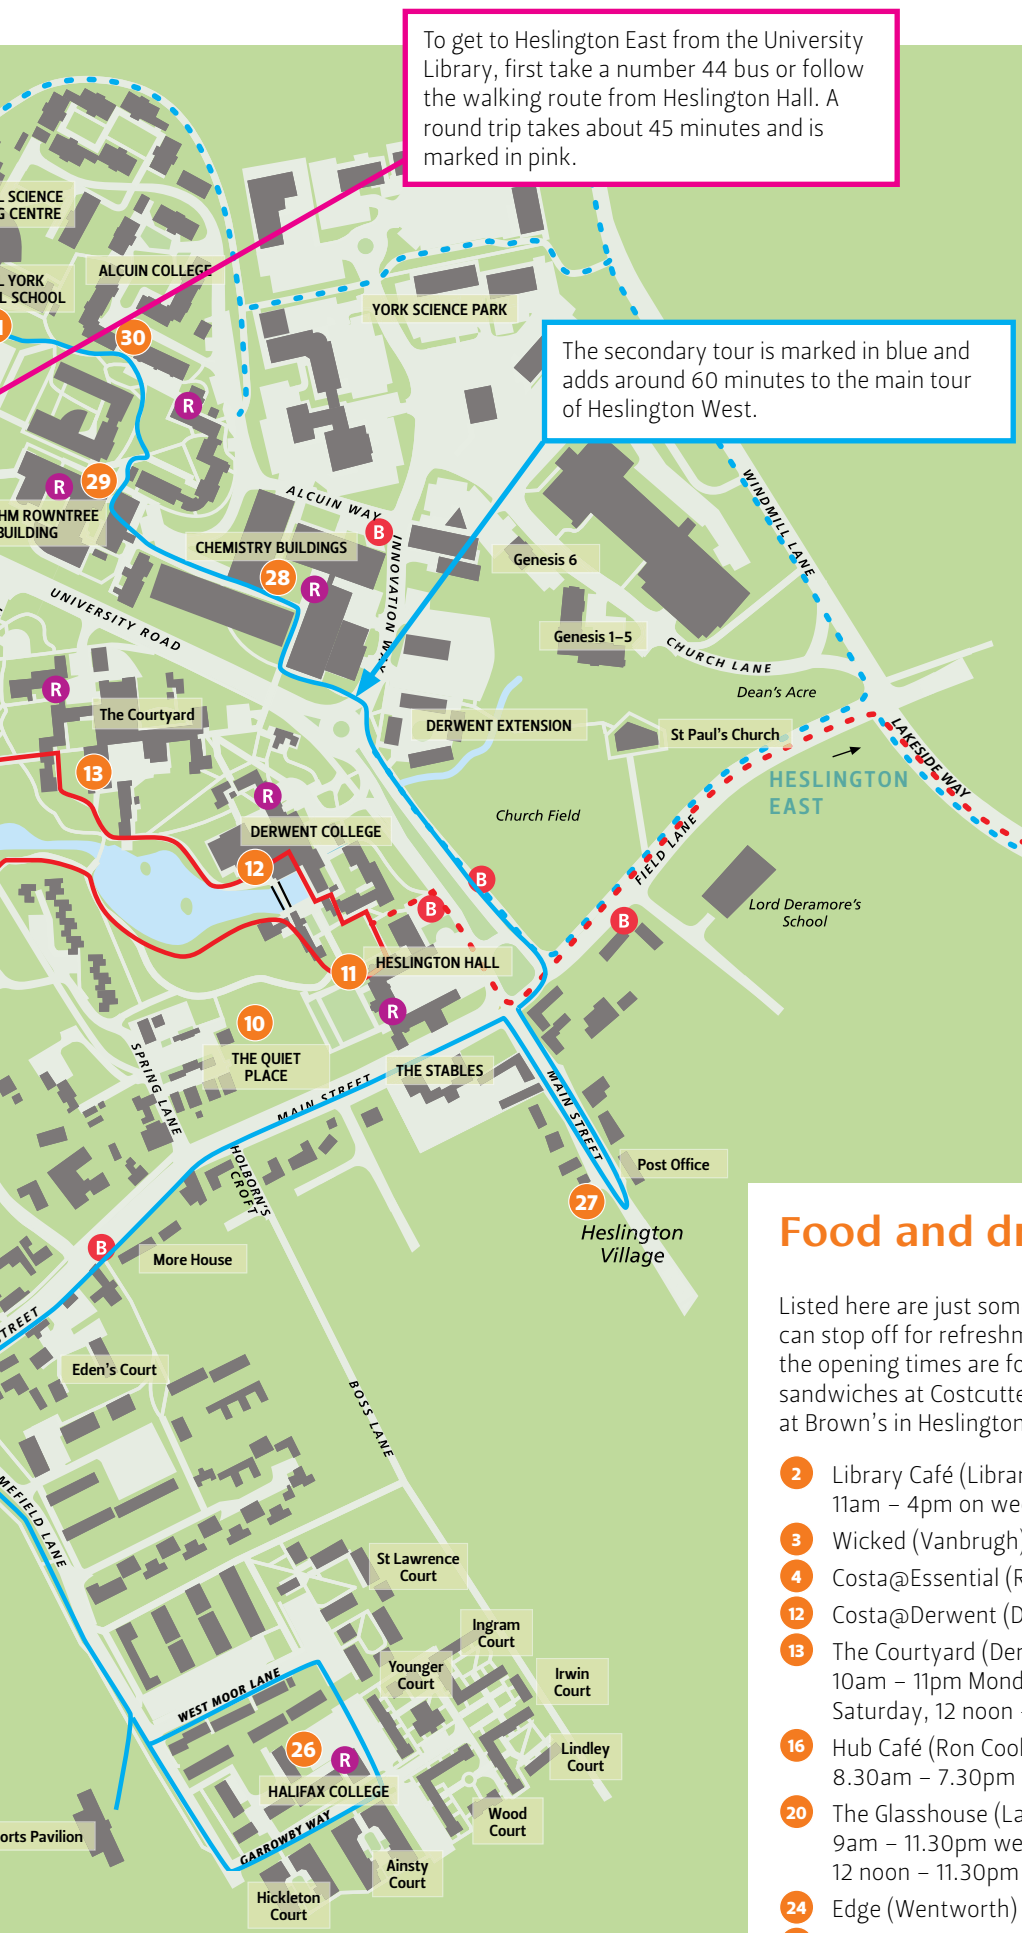 To get to Heslington East from the University
Library, first take a number 44 bus or follow
the walking route from Heslington Hall. A
round trip takes about 45 minutes and is
marked in pink.
L SCIENCE
G CENTRE
ALCUIN COLLEGE
L YORK
L SCHOOL
30
YORK SCIENCE PARK
The secondary tour is marked in blue and
adds around 60 minutes to the main tour
of Heslington West.
R
29
R
HM ROWNTREE
BUILDING
ALCUIN WAY
B
INNOVATION WAY
WINDMILL LANE
CHEMISTRY BUILDINGS
28
R
Genesis 6
UNIVERSITY ROAD
Genesis 1–5
CHURCH LANE
Dean's Acre
R
The Courtyard
DERWENT EXTENSION
St Paul's Church
LAKESIDE WAY
13
HESLINGTON
EAST
R
DERWENT COLLEGE
Church Field
FIELD LANE
12
B
B
B
Lord Deramore's
School
11
HESLINGTON HALL
R
10
THE QUIET
PLACE
SPRING LANE
THE STABLES
MAIN STREET
MAIN STREET
HOLBORN'S
CROFT
Post Office
27
Heslington
Village
B
More House
STREET
Eden's Court
BOSS LANE
MEFIELD LANE
St Lawrence
Court
Ingram
Court
Younger
Court
Irwin
Court
WEST MOOR LANE
26
R
HALIFAX COLLEGE
Lindley
Court
Wood
Court
GARROWBY WAY
orts Pavilion
Ainsty
Court
Hickleton
Court
Food and dr
Listed here are just som
can stop off for refreshm
the opening times are fo
sandwiches at Costcutte
at Brown's in Heslington
2 Library Café (Librar
11am – 4pm on we
3 Wicked (Vanbrugh)
4 Costa@Essential (R
12 Costa@Derwent (D
13 The Courtyard (Der
10am – 11pm Mond
Saturday, 12 noon –
16 Hub Café (Ron Cook
8.30am – 7.30pm
20 The Glasshouse (La
9am – 11.30pm we
12 noon – 11.30pm
24 Edge (Wentworth)